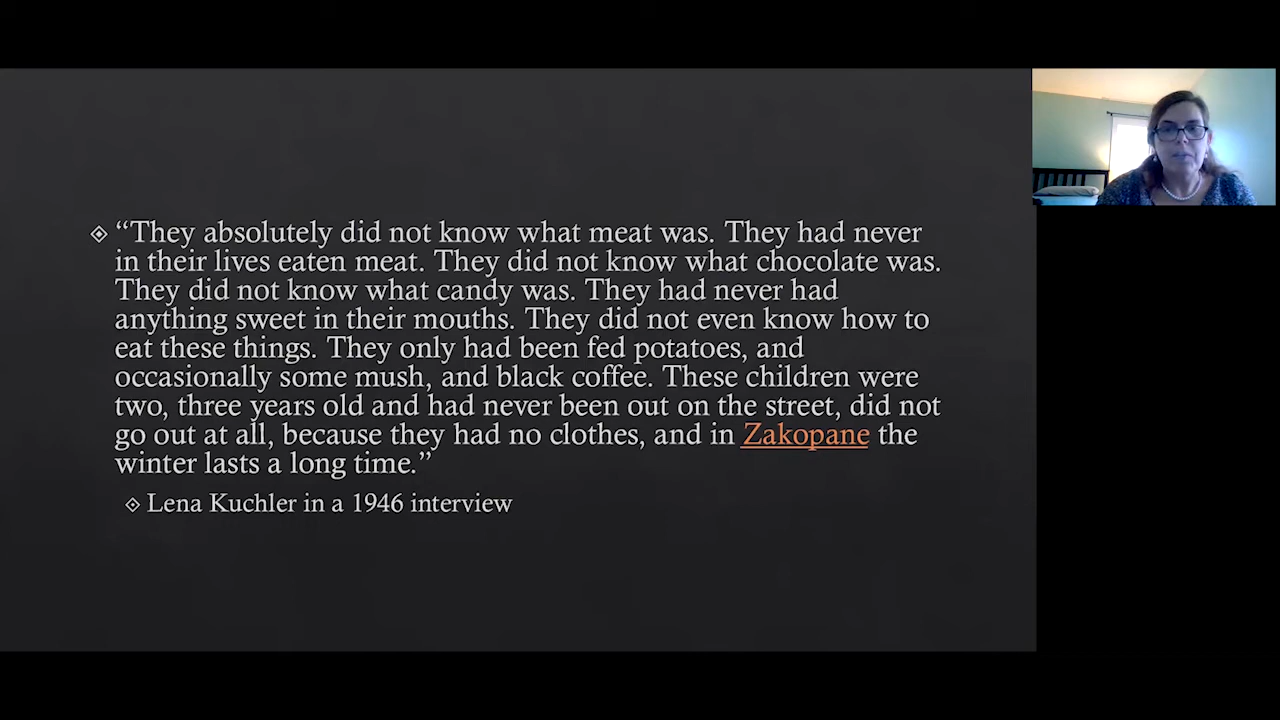 “They absolutely did not know what meat was. They had never
in their lives eaten meat. They did not know what chocolate was.
They did not know what candy was. They had never had
anything sweet in their mouths. They did not even know how to
eat these things. They only had been fed potatoes, and
occasionally some mush, and black coffee. These children were
two, three years old and had never been out on the street, did not
go out at all, because they had no clothes, and in Zakopane the
winter lasts a long time.”
Lena Kuchler in a 1946 interview